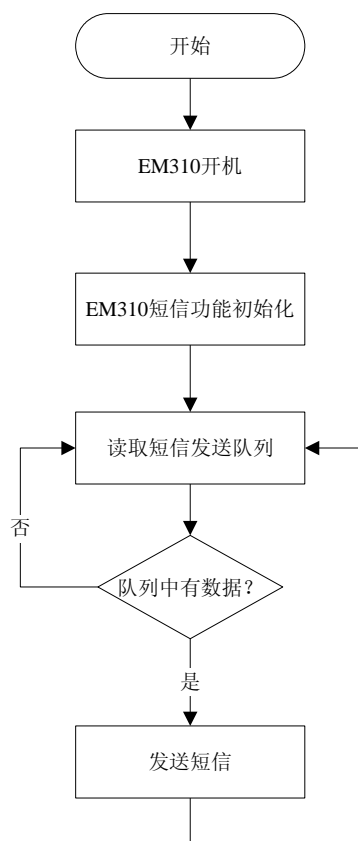 开始
EM310开机
EM310短信功能初始化
读取短信发送队列
否
队列中有数据？
是
发送短信